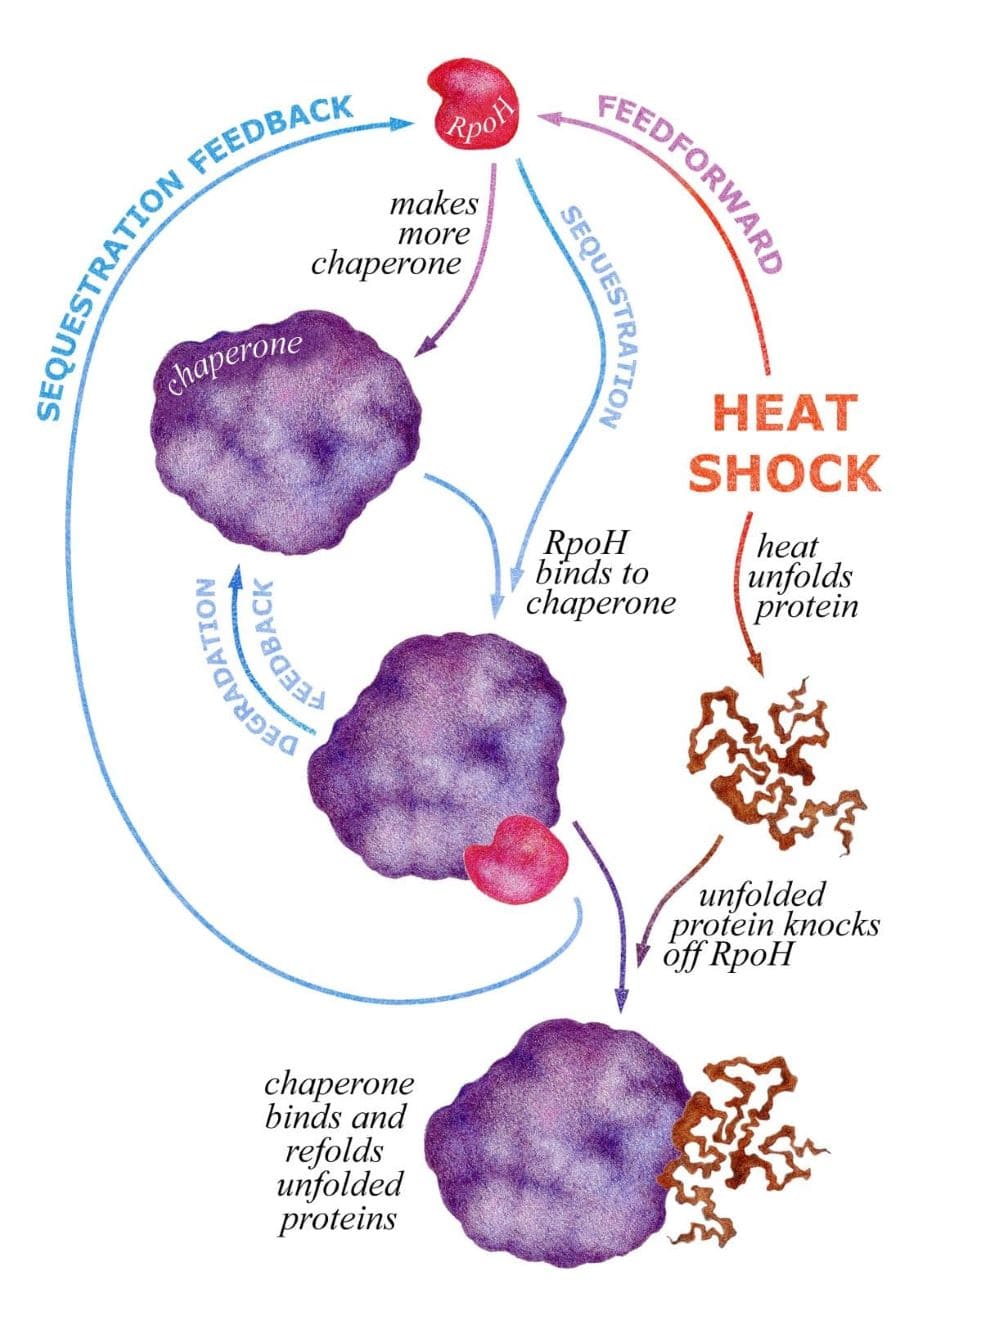 RpoH
SEQUESTRATION FEEDBACK
FEEDFORWARD
makes
more
chaperone
SEQUESTRATION
chaperone
HEAT
SHOCK
RpoH
binds to
chaperone
heat
unfolds
protein
DEGRADATION
FEEDBACK
unfolded
protein knocks
off RpoH
chaperone
binds and
refolds
unfolded
proteins